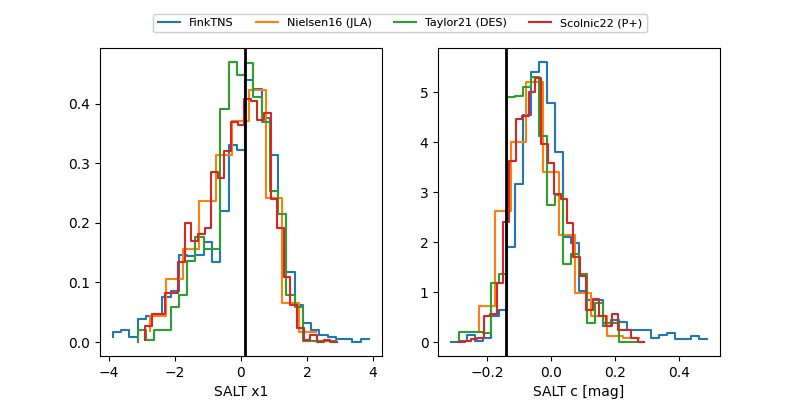 FinkTNS Nielsen16 (JLA) Taylor21 (DES) Scolnic22 (P+)
0.4
0.3
0.2
0.1
0.0
−4 −2 0 2 4
SALT x1
5
4
3
2
1
0
−0.2 0.0 0.2 0.4
SALT c [mag]